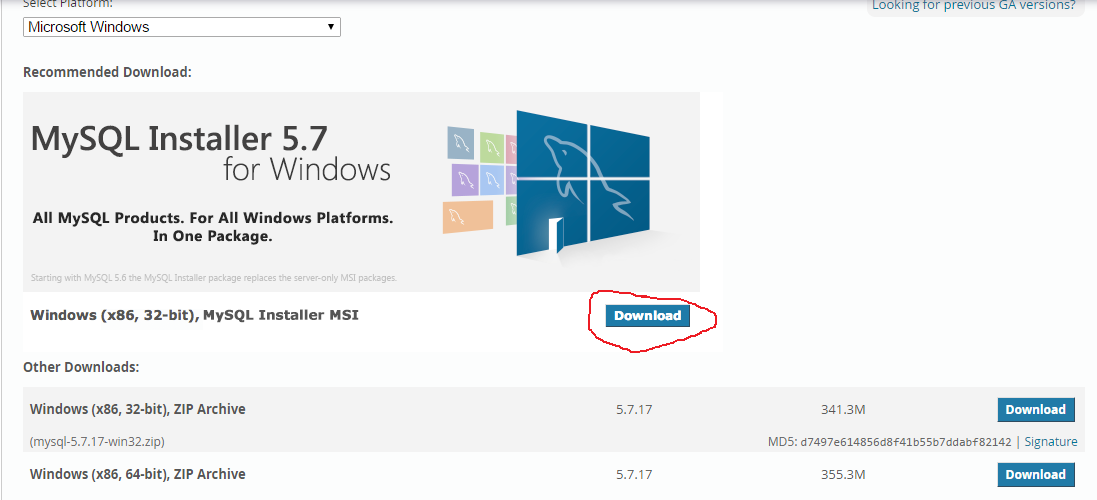 Select Platform:
Looking for previous GA versions?
Microsoft Windows
Recommended Download:
MySQL Installer 5.7
for Windows
All MySQL Products. For All Windows Platforms.
In One Package.
Starting with MySQL 5.6 the MySQL Installer package replaces the server-only MSI packages.
Windows (x86, 32-bit), MySQL Installer MSI Download
Other Downloads:
Windows (x86, 32-bit), ZIP Archive 5.7.17 341.3M Download
(mysql-5.7.17-win32.zip) MD5: d7497e614856d8f41b55b7ddabf82142 | Signature
Windows (x86, 64-bit), ZIP Archive 5.7.17 355.3M Download